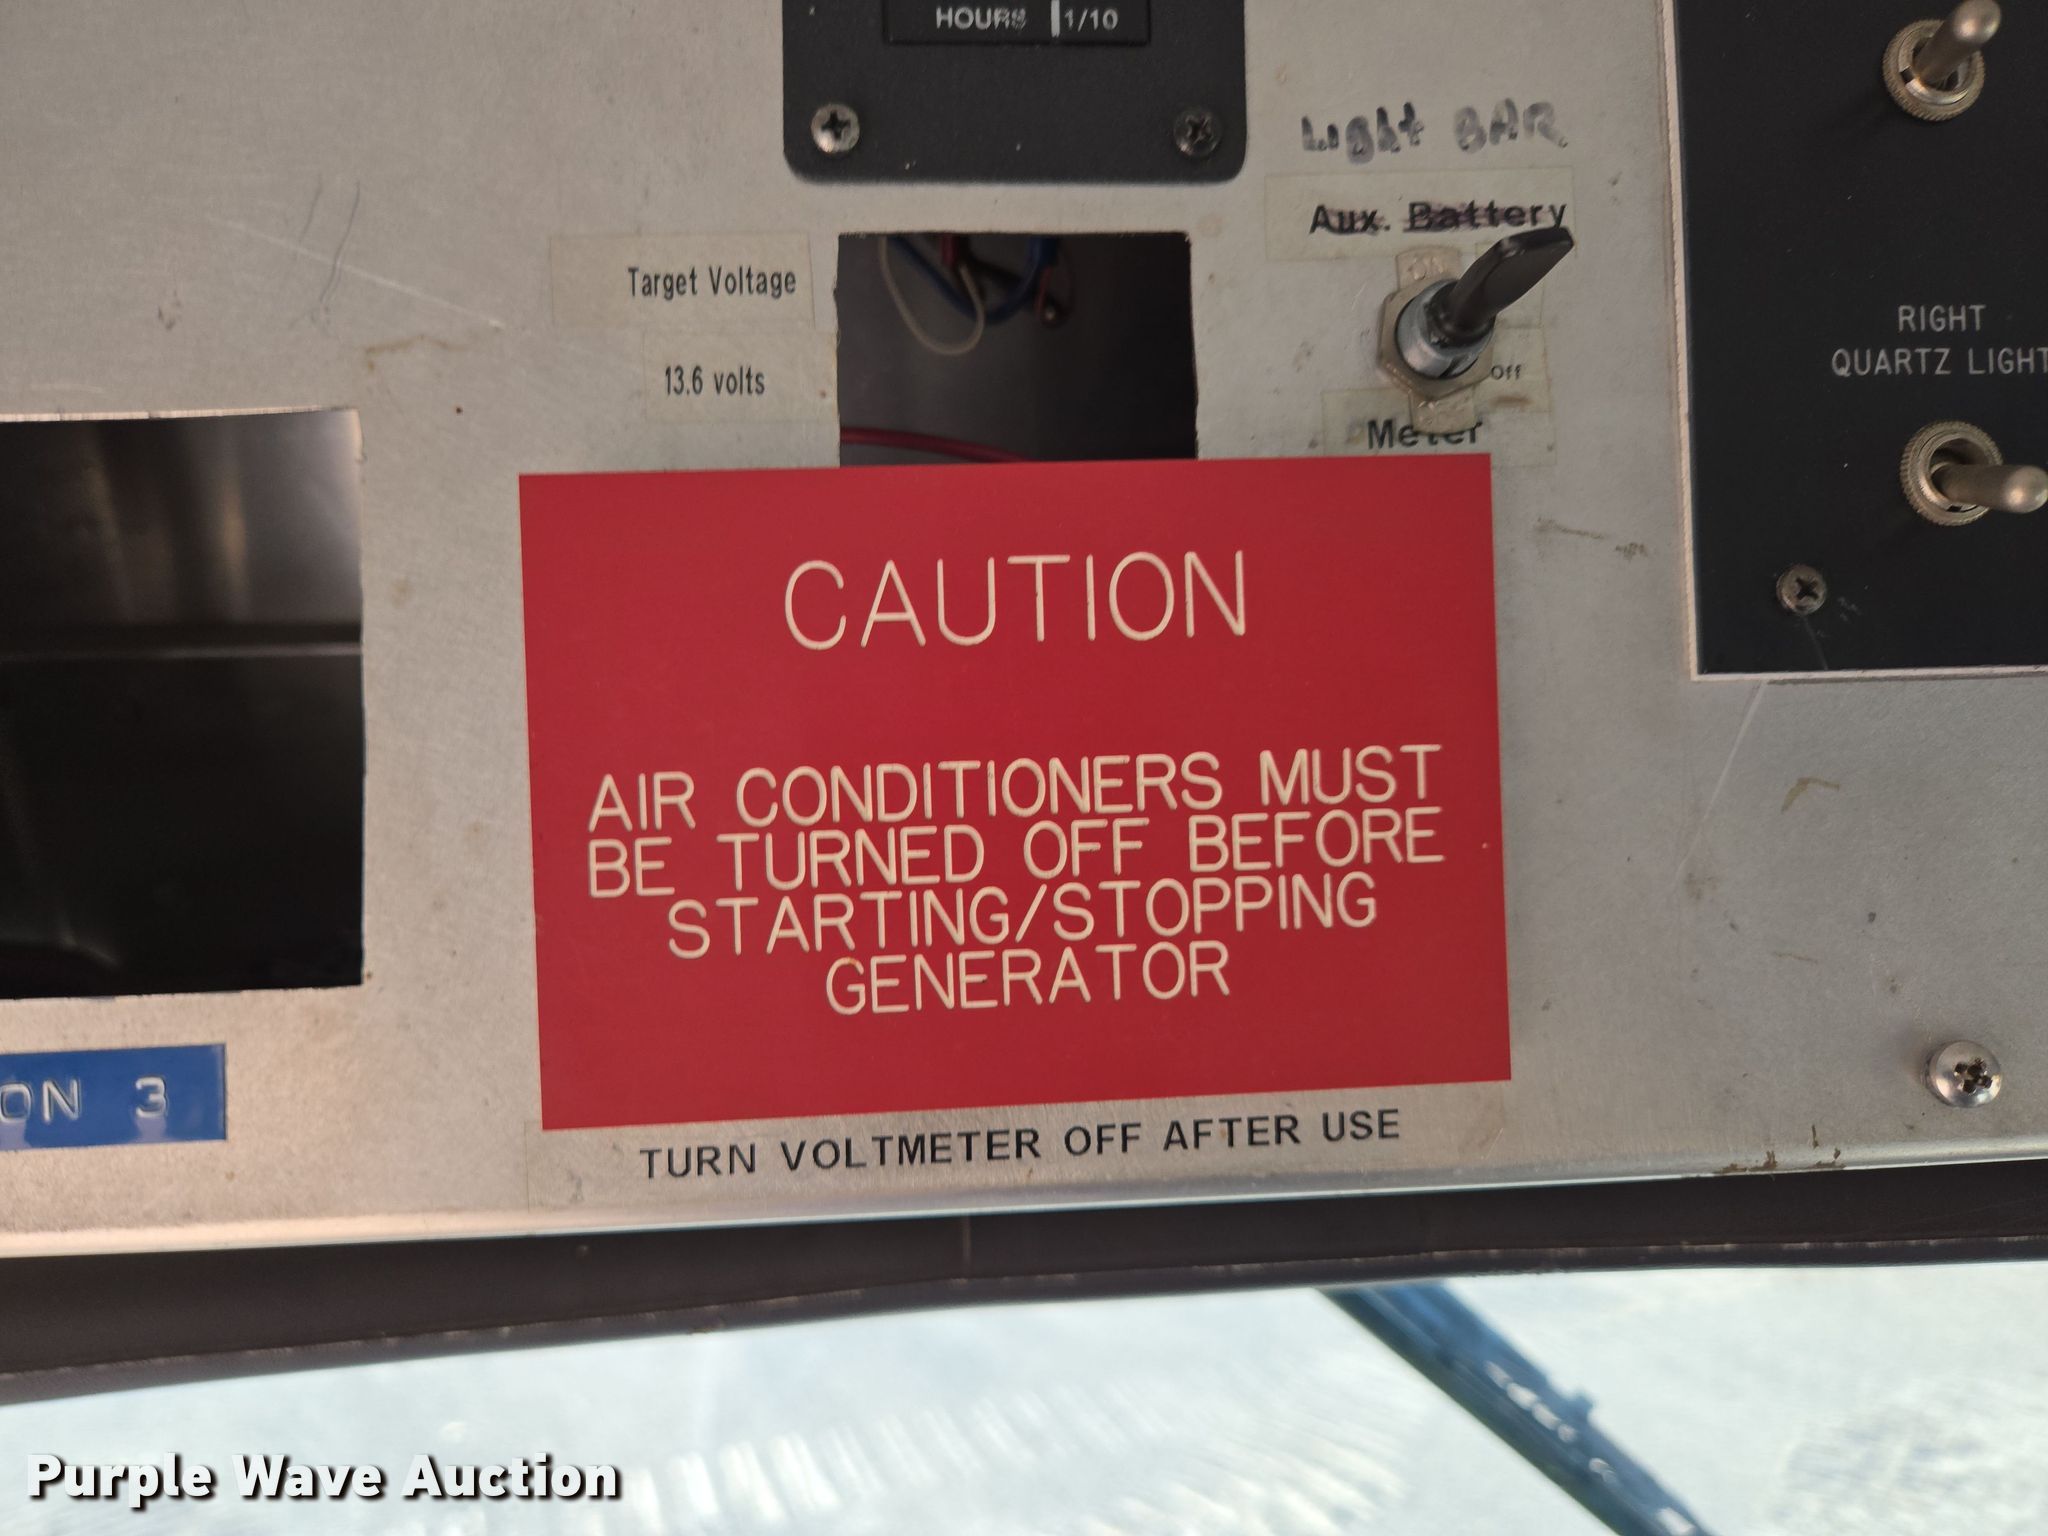 HOURS 1/10
Light BAR
Aux. Battery
Target Voltage
ON
RIGHT
QUARTZ LIGHT
13.6 volts
Off
Meter
CAUTION
AIR CONDITIONERS MUST
BE TURNED OFF BEFORE
STARTING/STOPPING
GENERATOR
ON 3
TURN VOLTMETER OFF AFTER USE
Purple Wave Auction